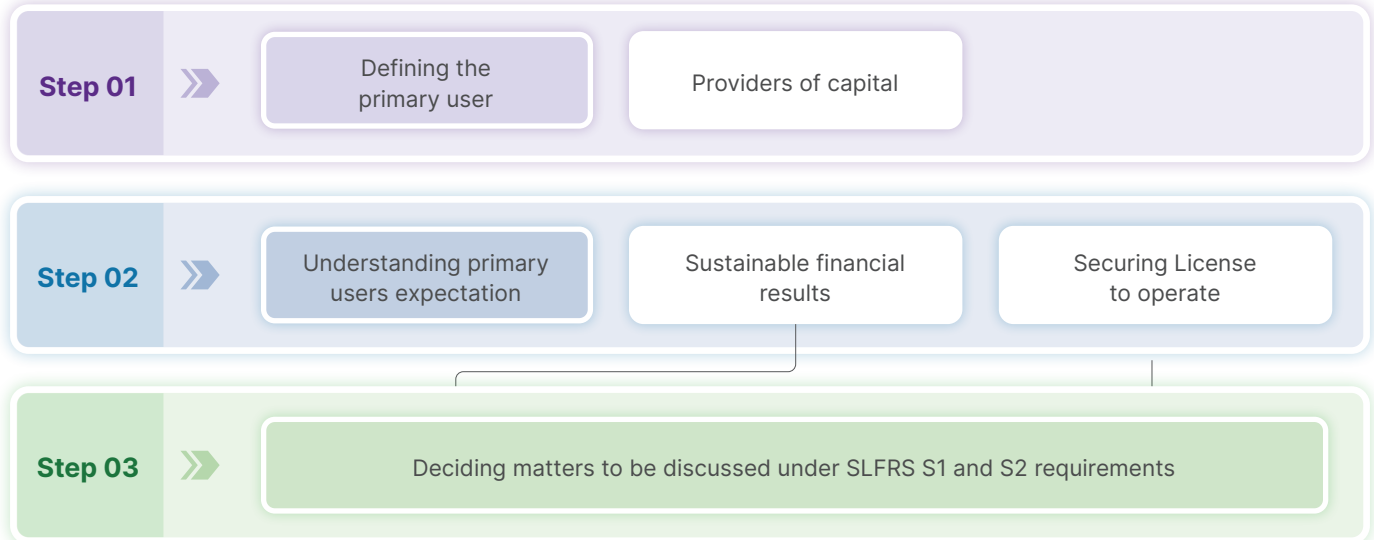 Step 01
Defining the
primary user
Providers of capital
Step 02
Understanding primary
users expectation
Sustainable financial
results
Securing License
to operate
Step 03
Deciding matters to be discussed under SLFRS S1 and S2 requirements